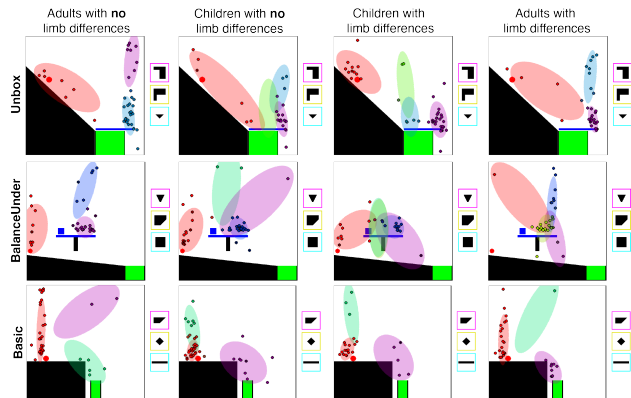 Adults with no
limb differences
Children with no
limb differences
Children with
limb differences
Adults with
limb differences
Unbox
BalanceUnder
Basic